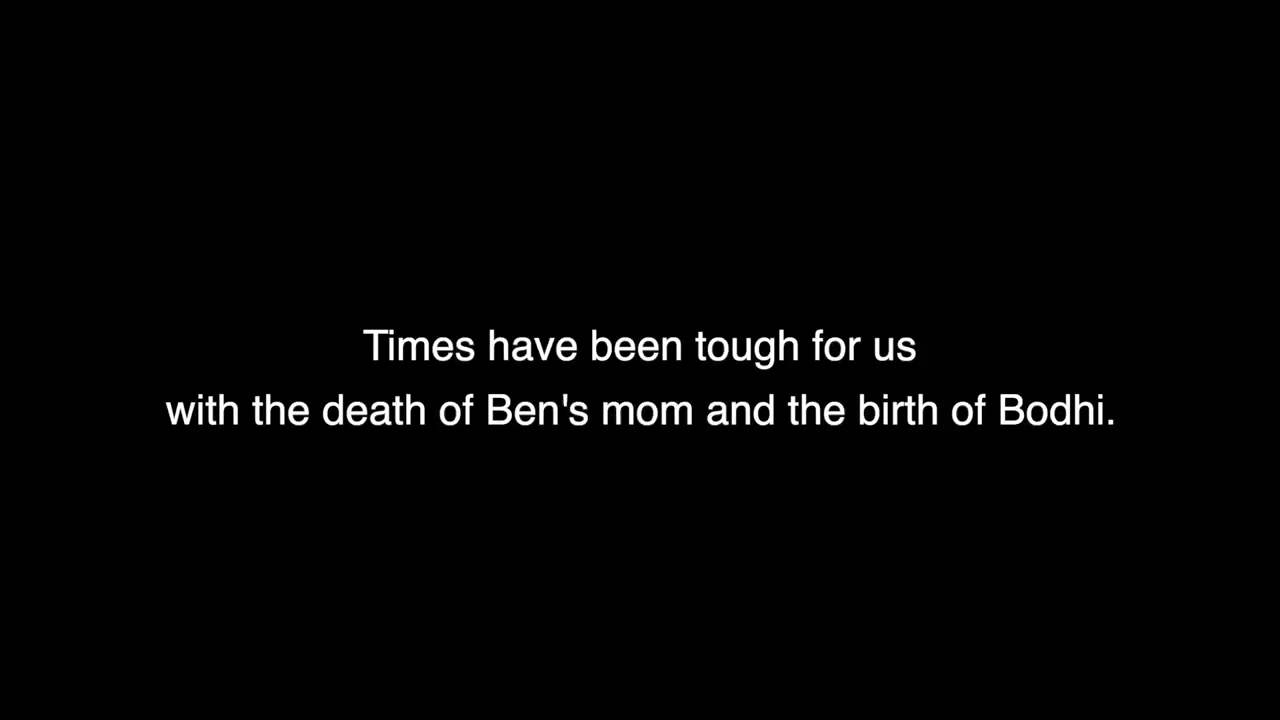 Times have been tough for us
with the death of Ben's mom and the birth of Bodhi.